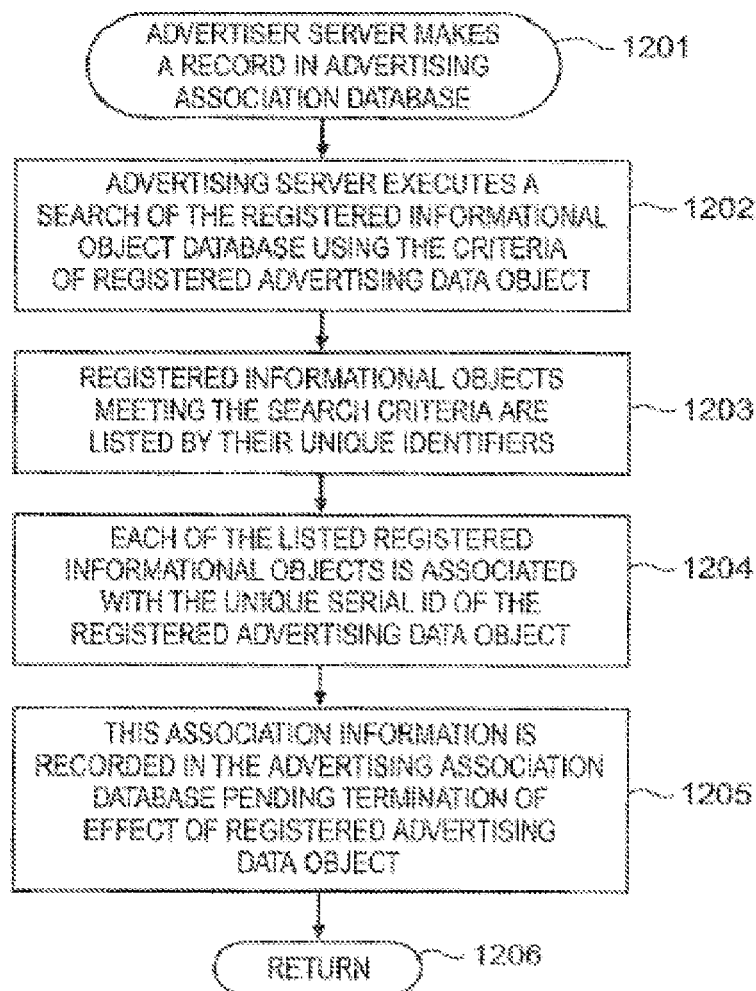 ADVERTISER SERVER MAKES
A RECORD IN ADVERTISING
ASSOCIATION DATABASE
1201
ADVERTISING SERVER EXECUTES A
SEARCH OF THE REGISTERED INFORMATIONAL
OBJECT DATABASE USING THE CRITERIA
OF REGISTERED ADVERTISING DATA OBJECT
1202
REGISTERED INFORMATIONAL OBJECTS
MEETING THE SEARCH CRITERIA ARE
LISTED BY THEIR UNIQUE IDENTIFIERS
1203
EACH OF THE LISTED REGISTERED
INFORMATIONAL OBJECTS IS ASSOCIATED
WITH THE UNIQUE SERIAL ID OF THE
REGISTERED ADVERTISING DATA OBJECT
1204
THIS ASSOCIATION INFORMATION IS
RECORDED IN THE ADVERTISING ASSOCIATION
DATABASE PENDING TERMINATION OF
EFFECT OF REGISTERED ADVERTISING
DATA OBJECT
1205
RETURN
1206